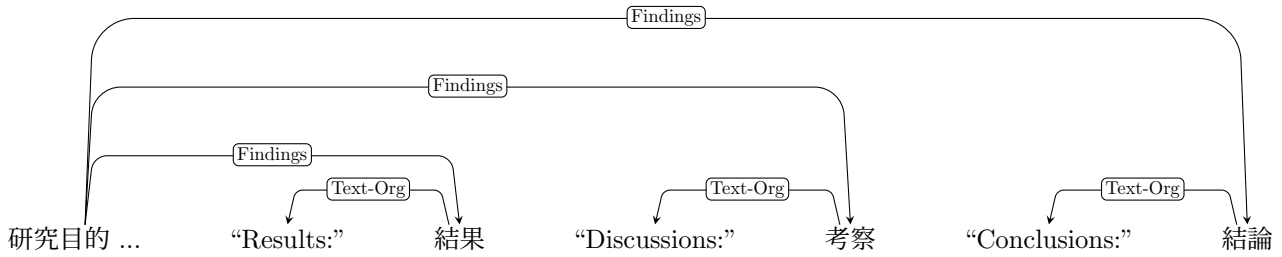 Findings
Findings
Findings
Text-Org Text-Org Text-Org
研究目的 ... “Results:” 結果 “Discussions:” 考察 “Conclusions:” 結論